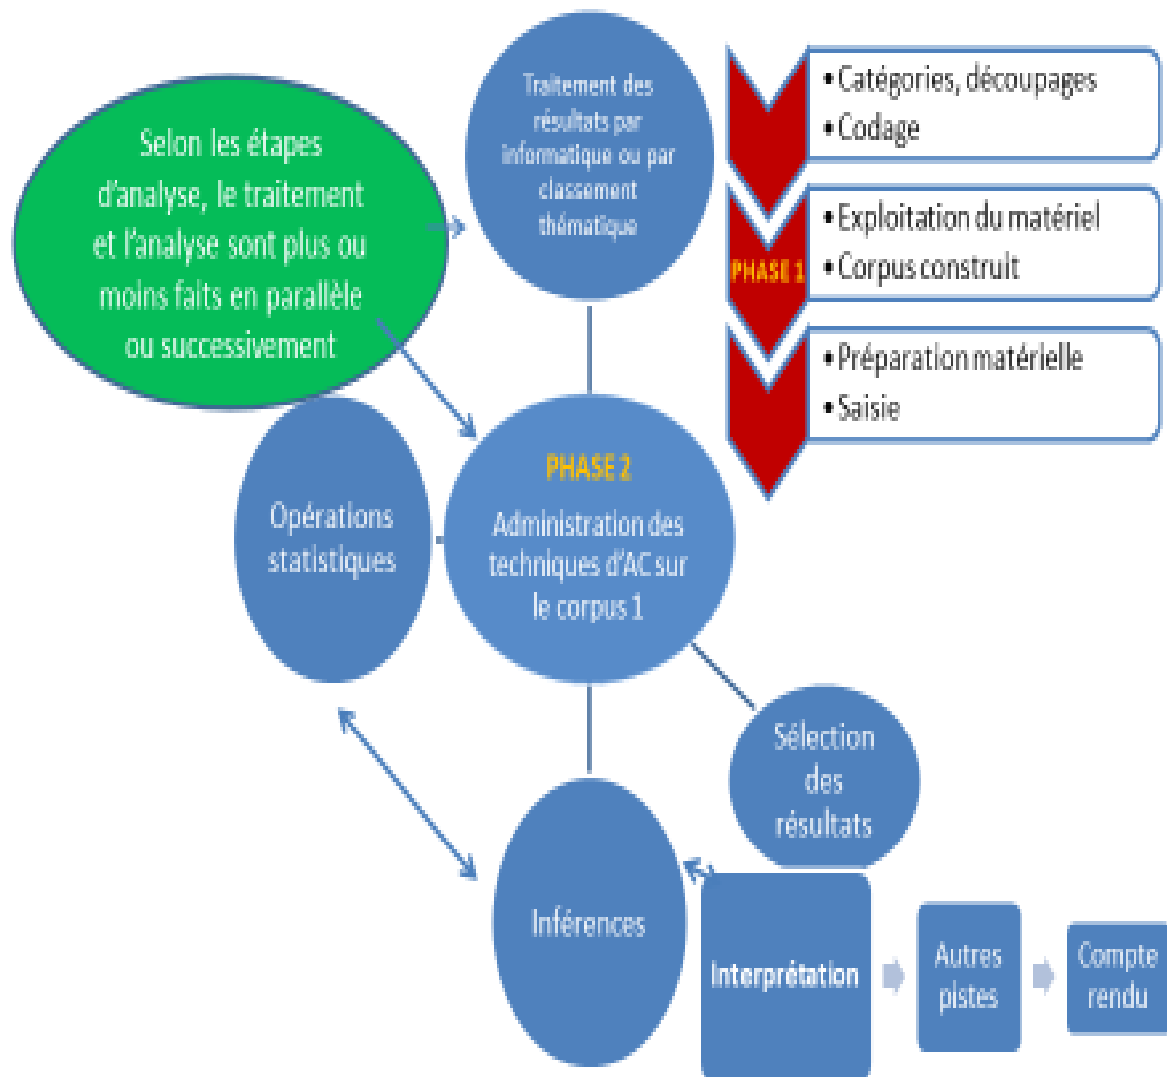 Traitement des
résultats par
informatique ou par
classement
thématique
Selon les étapes
d'analyse, le traitement
et l'analyse sont plus ou
moins faits en parallèle
ou successivement
• Catégories, découpages
• Codage
PHASE 1
• Exploitation du matériel
• Corpus construit
• Préparation matérielle
• Saisie
Opérations
statistiques
PHASE 2
Administration des
techniques d'AC sur
le corpus 1
Sélection
des
résultats
Inférences
Interprétation
Autres
pistes
Compte
rendu